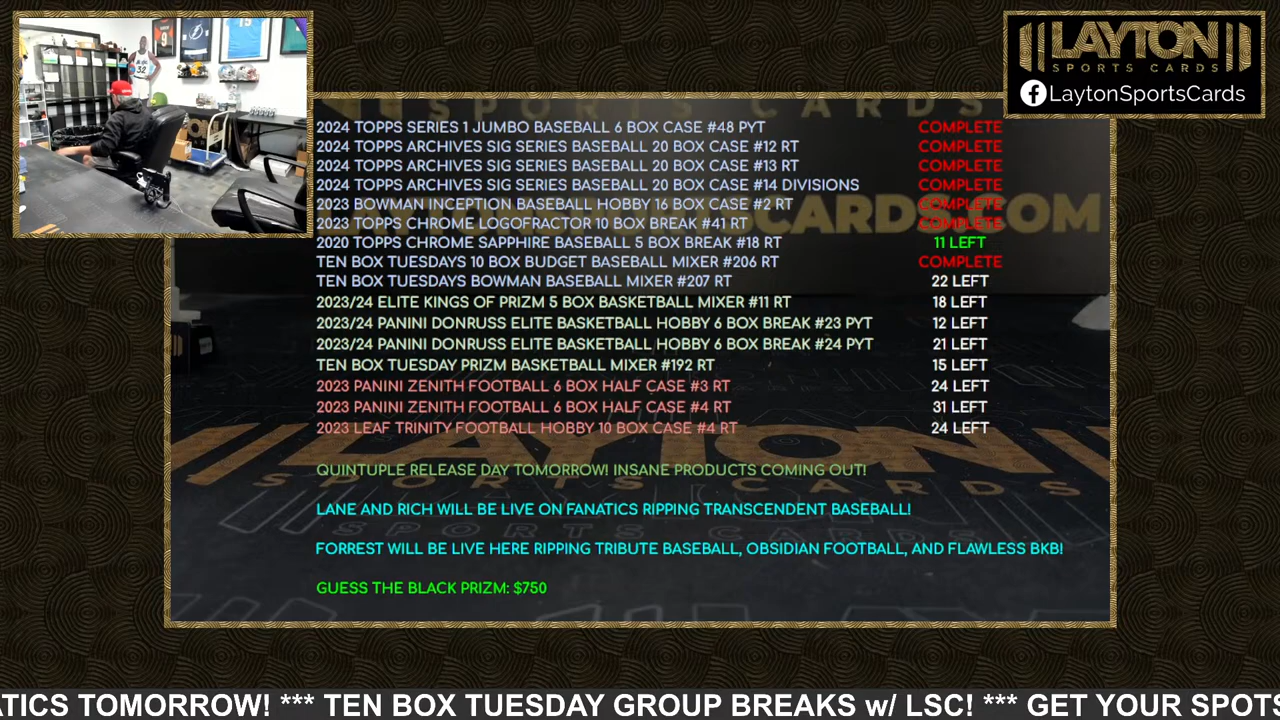 LAYTON
SPORTS CARDS
LaytonSportsCards
SPORTS CARDS
2024 TOPPS SERIES 1 JUMBO BASEBALL 6 BOX CASE #48 PYT COMPLETE
2024 TOPPS ARCHIVES SIG SERIES BASEBALL 20 BOX CASE #12 RT COMPLETE
2024 TOPPS ARCHIVES SIG SERIES BASEBALL 20 BOX CASE #13 RT COMPLETE
2024 TOPPS ARCHIVES SIG SERIES BASEBALL 20 BOX CASE #14 DIVISIONS COMPLETE
2023 BOWMAN INCEPTION BASEBALL HOBBY 16 BOX CASE #2 RT COMPLETE
CARDS.COM
2023 TOPPS CHROME LOGOFRACTOR 10 BOX BREAK #41 RT COMPLETE
2020 TOPPS CHROME SAPPHIRE BASEBALL 5 BOX BREAK #18 RT 11 LEFT
TEN BOX TUESDAYS 10 BOX BUDGET BASEBALL MIXER #206 RT COMPLETE
TEN BOX TUESDAYS BOWMAN BASEBALL MIXER #207 RT 22 LEFT
2023/24 ELITE KINGS OF PRIZM 5 BOX BASKETBALL MIXER #11 RT 18 LEFT
2023/24 PANINI DONRUSS ELITE BASKETBALL HOBBY 6 BOX BREAK #23 PYT 12 LEFT
2023/24 PANINI DONRUSS ELITE BASKETBALL HOBBY 6 BOX BREAK #24 PYT 21 LEFT
TEN BOX TUESDAY PRIZM BASKETBALL MIXER #192 RT 15 LEFT
2023 PANINI ZENITH FOOTBALL 6 BOX HALF CASE #3 RT 24 LEFT
2023 PANINI ZENITH FOOTBALL 6 BOX HALF CASE #4 RT 31 LEFT
2023 LEAF TRINITY FOOTBALL HOBBY 10 BOX CASE #4 RT 24 LEFT
LAYTON
QUINTUPLE RELEASE DAY TOMORROW! INSANE PRODUCTS COMING OUT!
SPORTS CARDS
LANE AND RICH WILL BE LIVE ON FANATICS RIPPING TRANSCENDENT BASEBALL!
SPORTS CARDS
FORREST WILL BE LIVE HERE RIPPING TRIBUTE BASEBALL, OBSIDIAN FOOTBALL, AND FLAWLESS BKB!
GUESS THE BLACK PRIZM: $750
ATICS TOMORROW! *** TEN BOX TUESDAY GROUP BREAKS w/ LSC! *** GET YOUR SPOTS